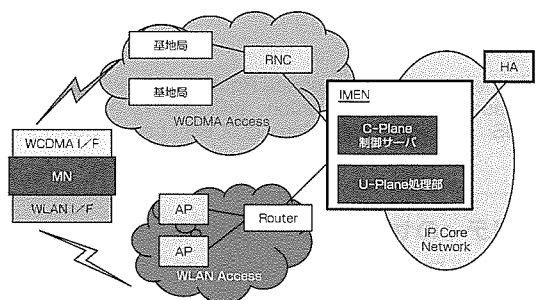 基地局
基地局
RNC
WCDMA Access
HA
IMEN
C-Plane
制御サーバ
U-Plane処理部
IP Core
Network
WCDMA I/F
MN
WLAN I/F
AP
AP
Router
WLAN Access